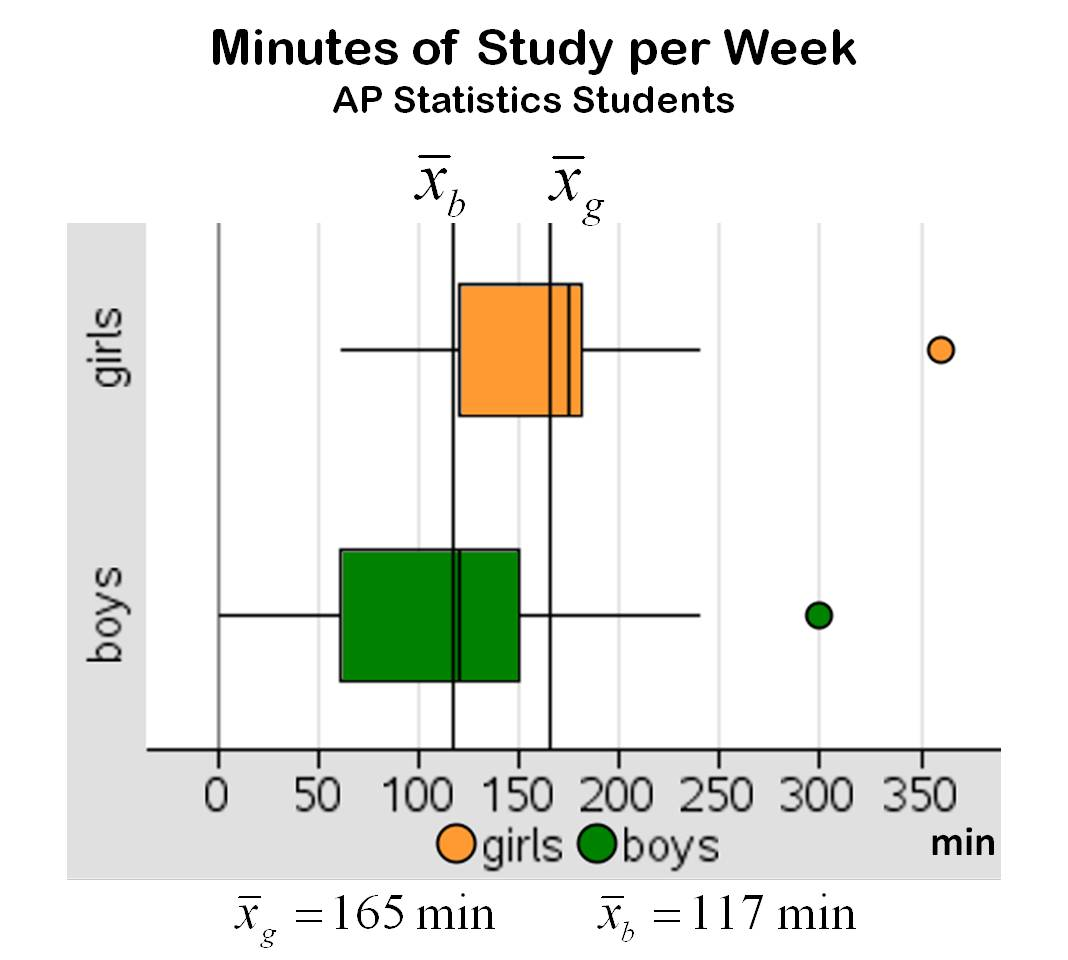 Minutes of Study per Week
AP Statistics Students
x̅b x̅g
girls
boys
0 50 100 150 200 250 300 350
girls boys min
x̅g = 165 min x̅b = 117 min